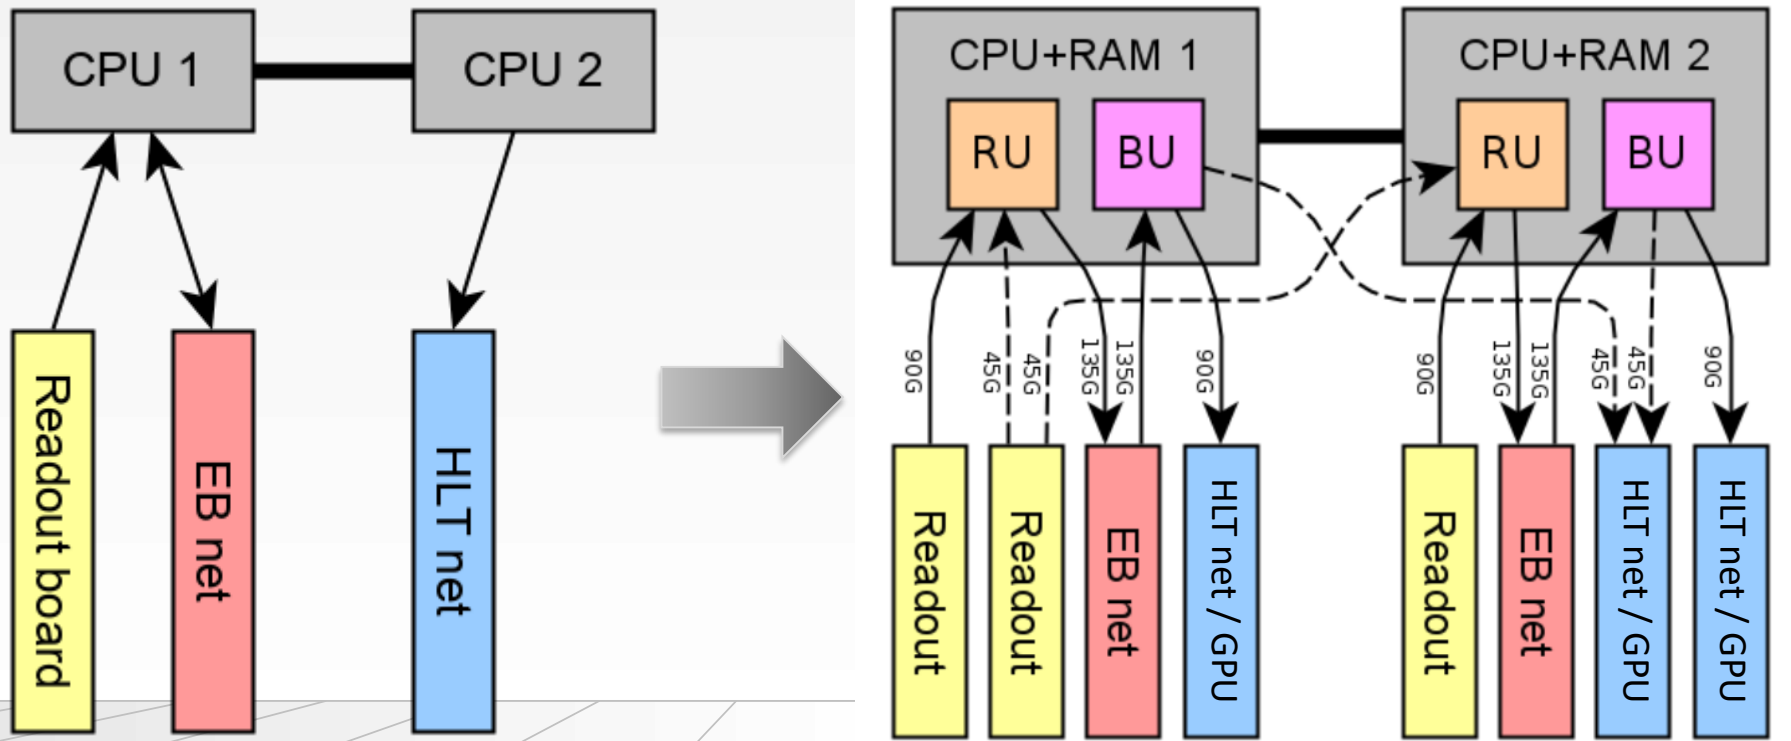 CPU 1
CPU 2
Readout board
EB net
HLT net
CPU+RAM 1
CPU+RAM 2
RU
BU
RU
BU
90G
45G
45G
135G
135G
90G
90G
135G
135G
45G
45G
90G
Readout
Readout
EB net
HLT net / GPU
Readout
EB net
HLT net / GPU
HLT net / GPU